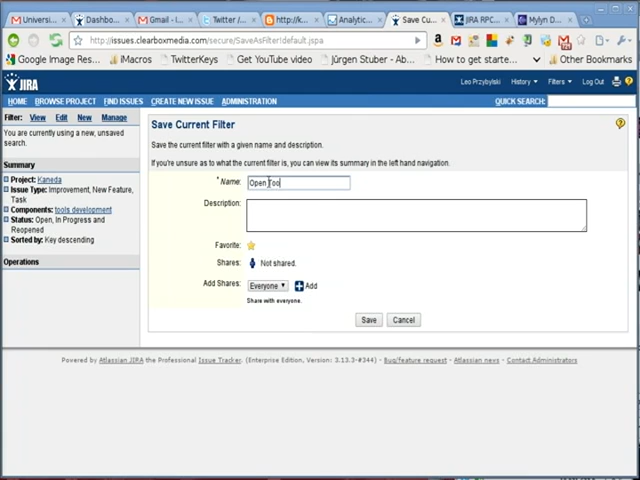 Universi... Dashbo... Gmail - I... Twitter / ... http://k... Analytic... Save Cu... JIRA RPC... Mylyn D...
http://issues.clearboxmedia.com/secure/SaveAsFilter!default.jspa
Google Image Res... iMacros TwitterKeys Get YouTube video Jürgen Stuber: Ab... How to get starte... Other Bookmarks
JIRA Leo Przybylski History Filters Log Out
HOME BROWSE PROJECT FIND ISSUES CREATE NEW ISSUE ADMINISTRATION QUICK SEARCH:
Filter: View Edit New Manage
You are currently using a new, unsaved
search.
Summary
Project: Kaneda
Issue Type: Improvement, New Feature,
Task
Components: tools development
Status: Open, In Progress and
Reopened
Sorted by: Key descending
Operations
Save Current Filter
Save the current filter with a given name and description.
If you're unsure as to what the current filter is, you can view its summary in the left hand navigation.
* Name: Open Too
Description:
Favorite:
Shares: Not shared.
Add Shares: Everyone Add
Share with everyone.
Save Cancel
Powered by Atlassian JIRA the Professional Issue Tracker. (Enterprise Edition, Version: 3.13.3-#344) - Bug/feature request - Atlassian news - Contact Administrators